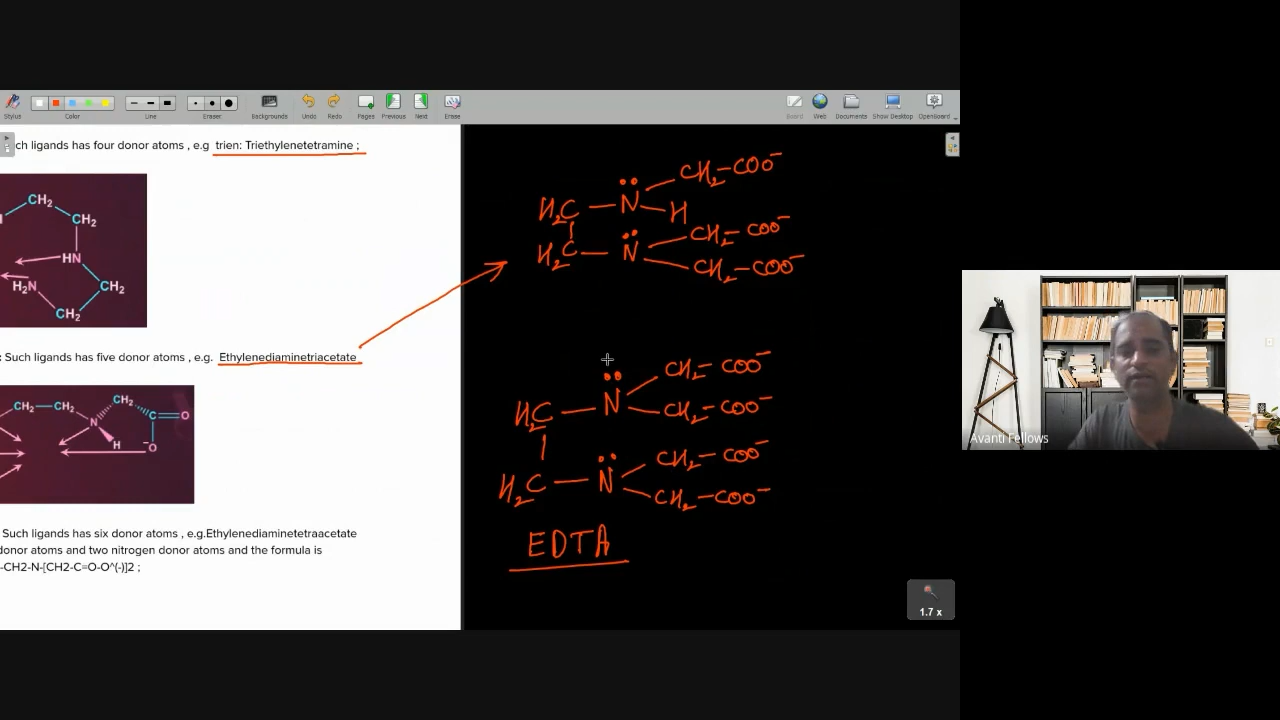 Stylus Color Line Eraser Backgrounds Undo Redo Pages Previous Next Erase Board Web Documents Show Desktop OpenBoard
ch ligands has four donor atoms , e.g trien: Triethylenetetramine ;
CH2
CH2
HN
H2N
CH2
CH2
: Such ligands has five donor atoms , e.g. Ethylenediaminetriacetate
CH2—CH2
CH2
C=O
N
H
−O
Such ligands has six donor atoms , e.g.Ethylenediaminetetraacetate
donor atoms and two nitrogen donor atoms and the formula is
-CH2-N-[CH2-C=O-O^(-)]2 ;
CH2–COO−
H2C — N̈ — H
H2C — N̈ — CH2–COO−
CH2–COO−
CH2–COO−
H2C — N̈ — CH2–COO−
H2C — N̈ — CH2–COO−
CH2–COO−
EDTA
1.7 x
Avanti Fellows